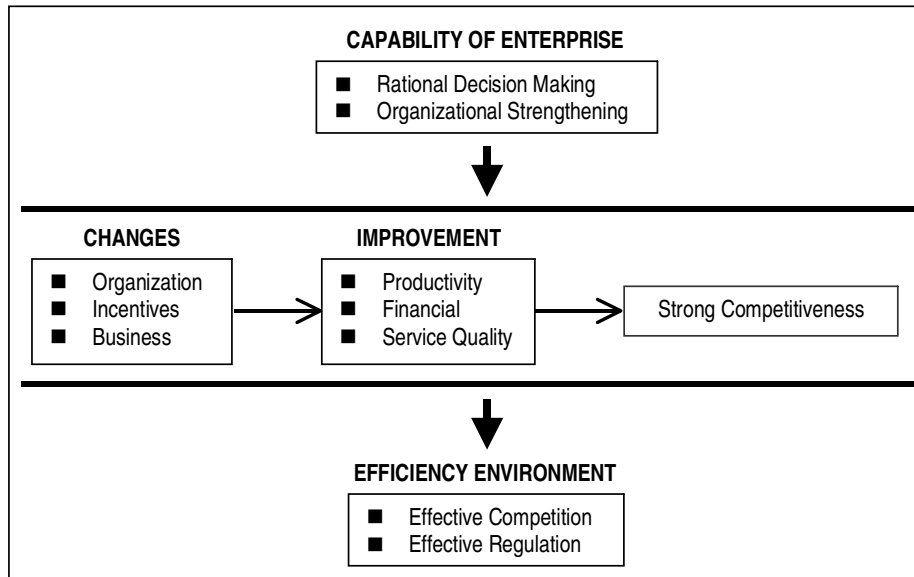 CAPABILITY OF ENTERPRISE
■ Rational Decision Making
■ Organizational Strengthening
CHANGES
■ Organization
■ Incentives
■ Business
IMPROVEMENT
■ Productivity
■ Financial
■ Service Quality
Strong Competitiveness
EFFICIENCY ENVIRONMENT
■ Effective Competition
■ Effective Regulation